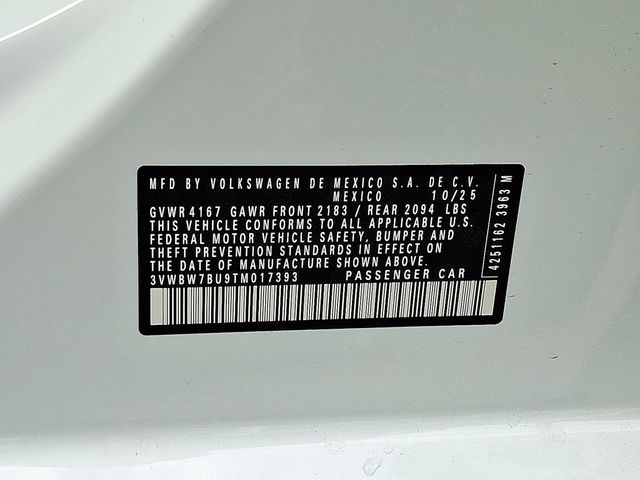 MFD BY VOLKSWAGEN DE MEXICO S.A. DE C.V.
MEXICO 10/25
GVWR 4167 GAWR FRONT 2183 / REAR 2094 LBS
THIS VEHICLE CONFORMS TO ALL APPLICABLE U.S.
FEDERAL MOTOR VEHICLE SAFETY, BUMPER AND
THEFT PREVENTION STANDARDS IN EFFECT ON
THE DATE OF MANUFACTURE SHOWN ABOVE.
3VWBW7BU9TM017393 PASSENGER CAR
4251162 3963 M